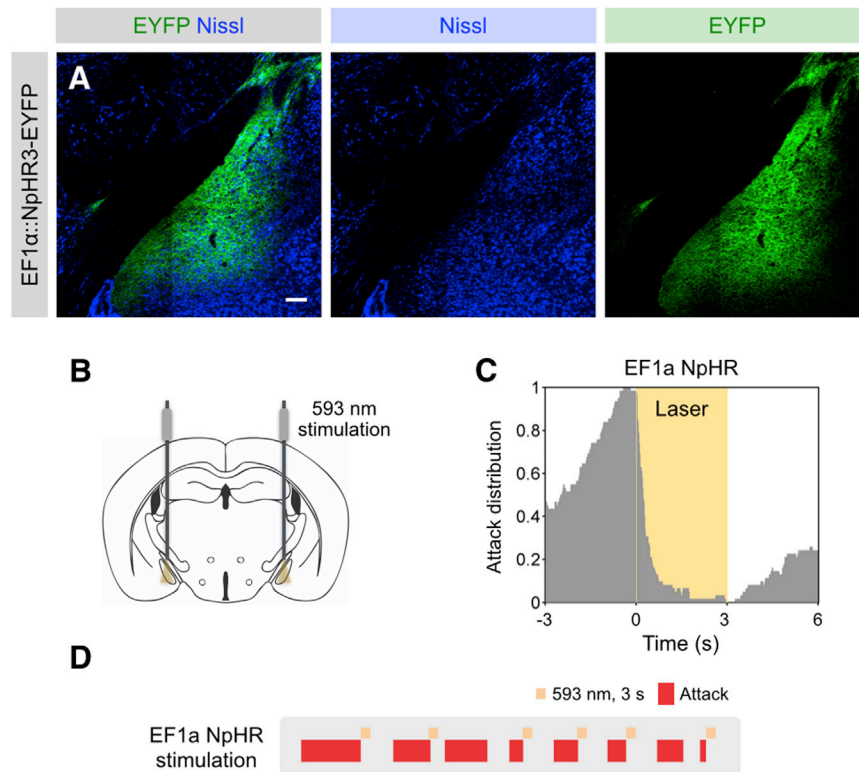 EYFP Nissl
Nissl
EYFP
EF1α::NpHR3-EYFP
A
B
593 nm
stimulation
C
EF1a NpHR
Laser
Attack distribution
1
0.8
0.6
0.4
0.2
0
-3
0
3
6
Time (s)
D
593 nm, 3 s
Attack
EF1a NpHR
stimulation